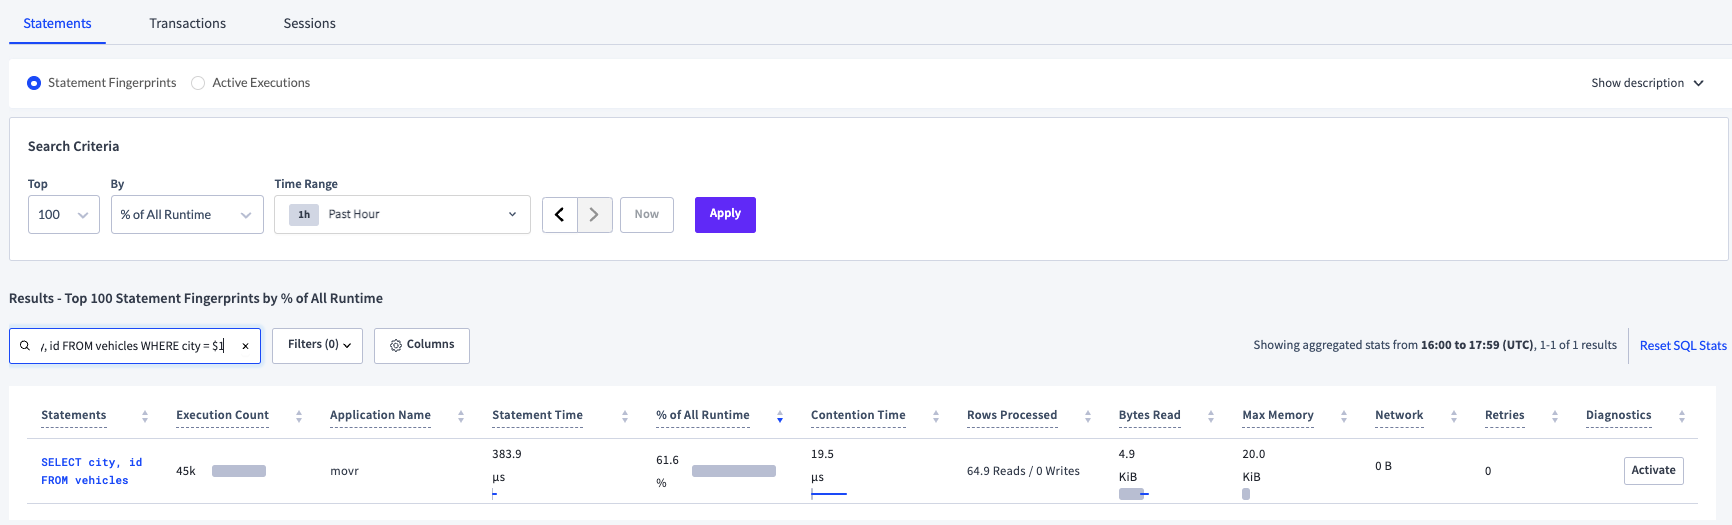 Statements Transactions Sessions
Statement Fingerprints Active Executions Show description
Search Criteria
Top By Time Range
100 % of All Runtime 1h Past Hour Now Apply
Results - Top 100 Statement Fingerprints by % of All Runtime
, id FROM vehicles WHERE city = $1 × Filters (0) Columns Showing aggregated stats from 16:00 to 17:59 (UTC), 1-1 of 1 results Reset SQL Stats
Statements Execution Count Application Name Statement Time % of All Runtime Contention Time Rows Processed Bytes Read Max Memory Network Retries Diagnostics
SELECT city, id
FROM vehicles
45k
movr
383.9
µs
61.6
%
19.5
µs
64.9 Reads / 0 Writes
4.9
KiB
20.0
KiB
0 B
0
Activate